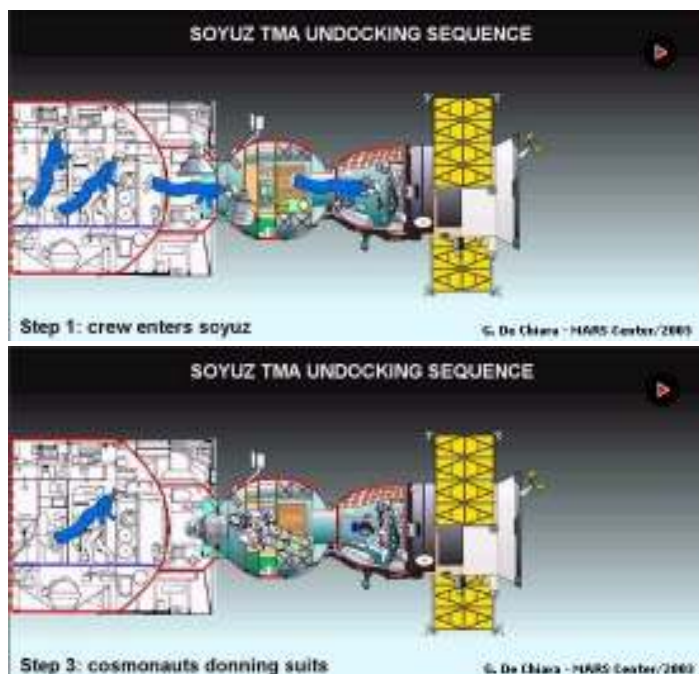 SOYUZ TMA UNDOCKING SEQUENCE
Step 1: crew enters soyuz
G. De Chiara - MARS Center/2003
SOYUZ TMA UNDOCKING SEQUENCE
Step 3: cosmonauts donning suits
G. De Chiara - MARS Center/2003